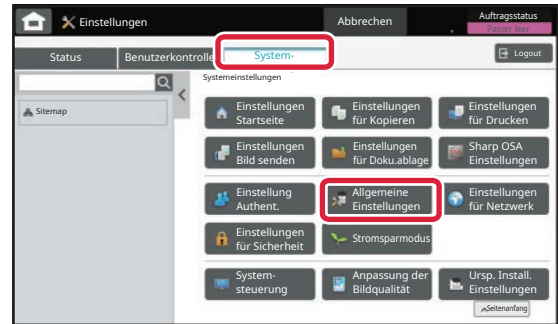 Einstellungen
Abbrechen
Auftragsstatus
Papier leer
Status
Benutzerkontrolle
System-
Logout
Systemeinstellungen
Sitemap
Einstellungen
Startseite
Einstellungen
für Kopieren
Einstellungen
für Drucken
Einstellungen
Bild senden
Einstellungen
für Doku.ablage
Sharp OSA
Einstellungen
Einstellung
Authent.
Allgemeine
Einstellungen
Einstellungen
für Netzwerk
Einstellungen
für Sicherheit
Stromsparmodus
System-
steuerung
Anpassung der
Bildqualität
Ursp. Install.
Einstellungen
Seitenanfang